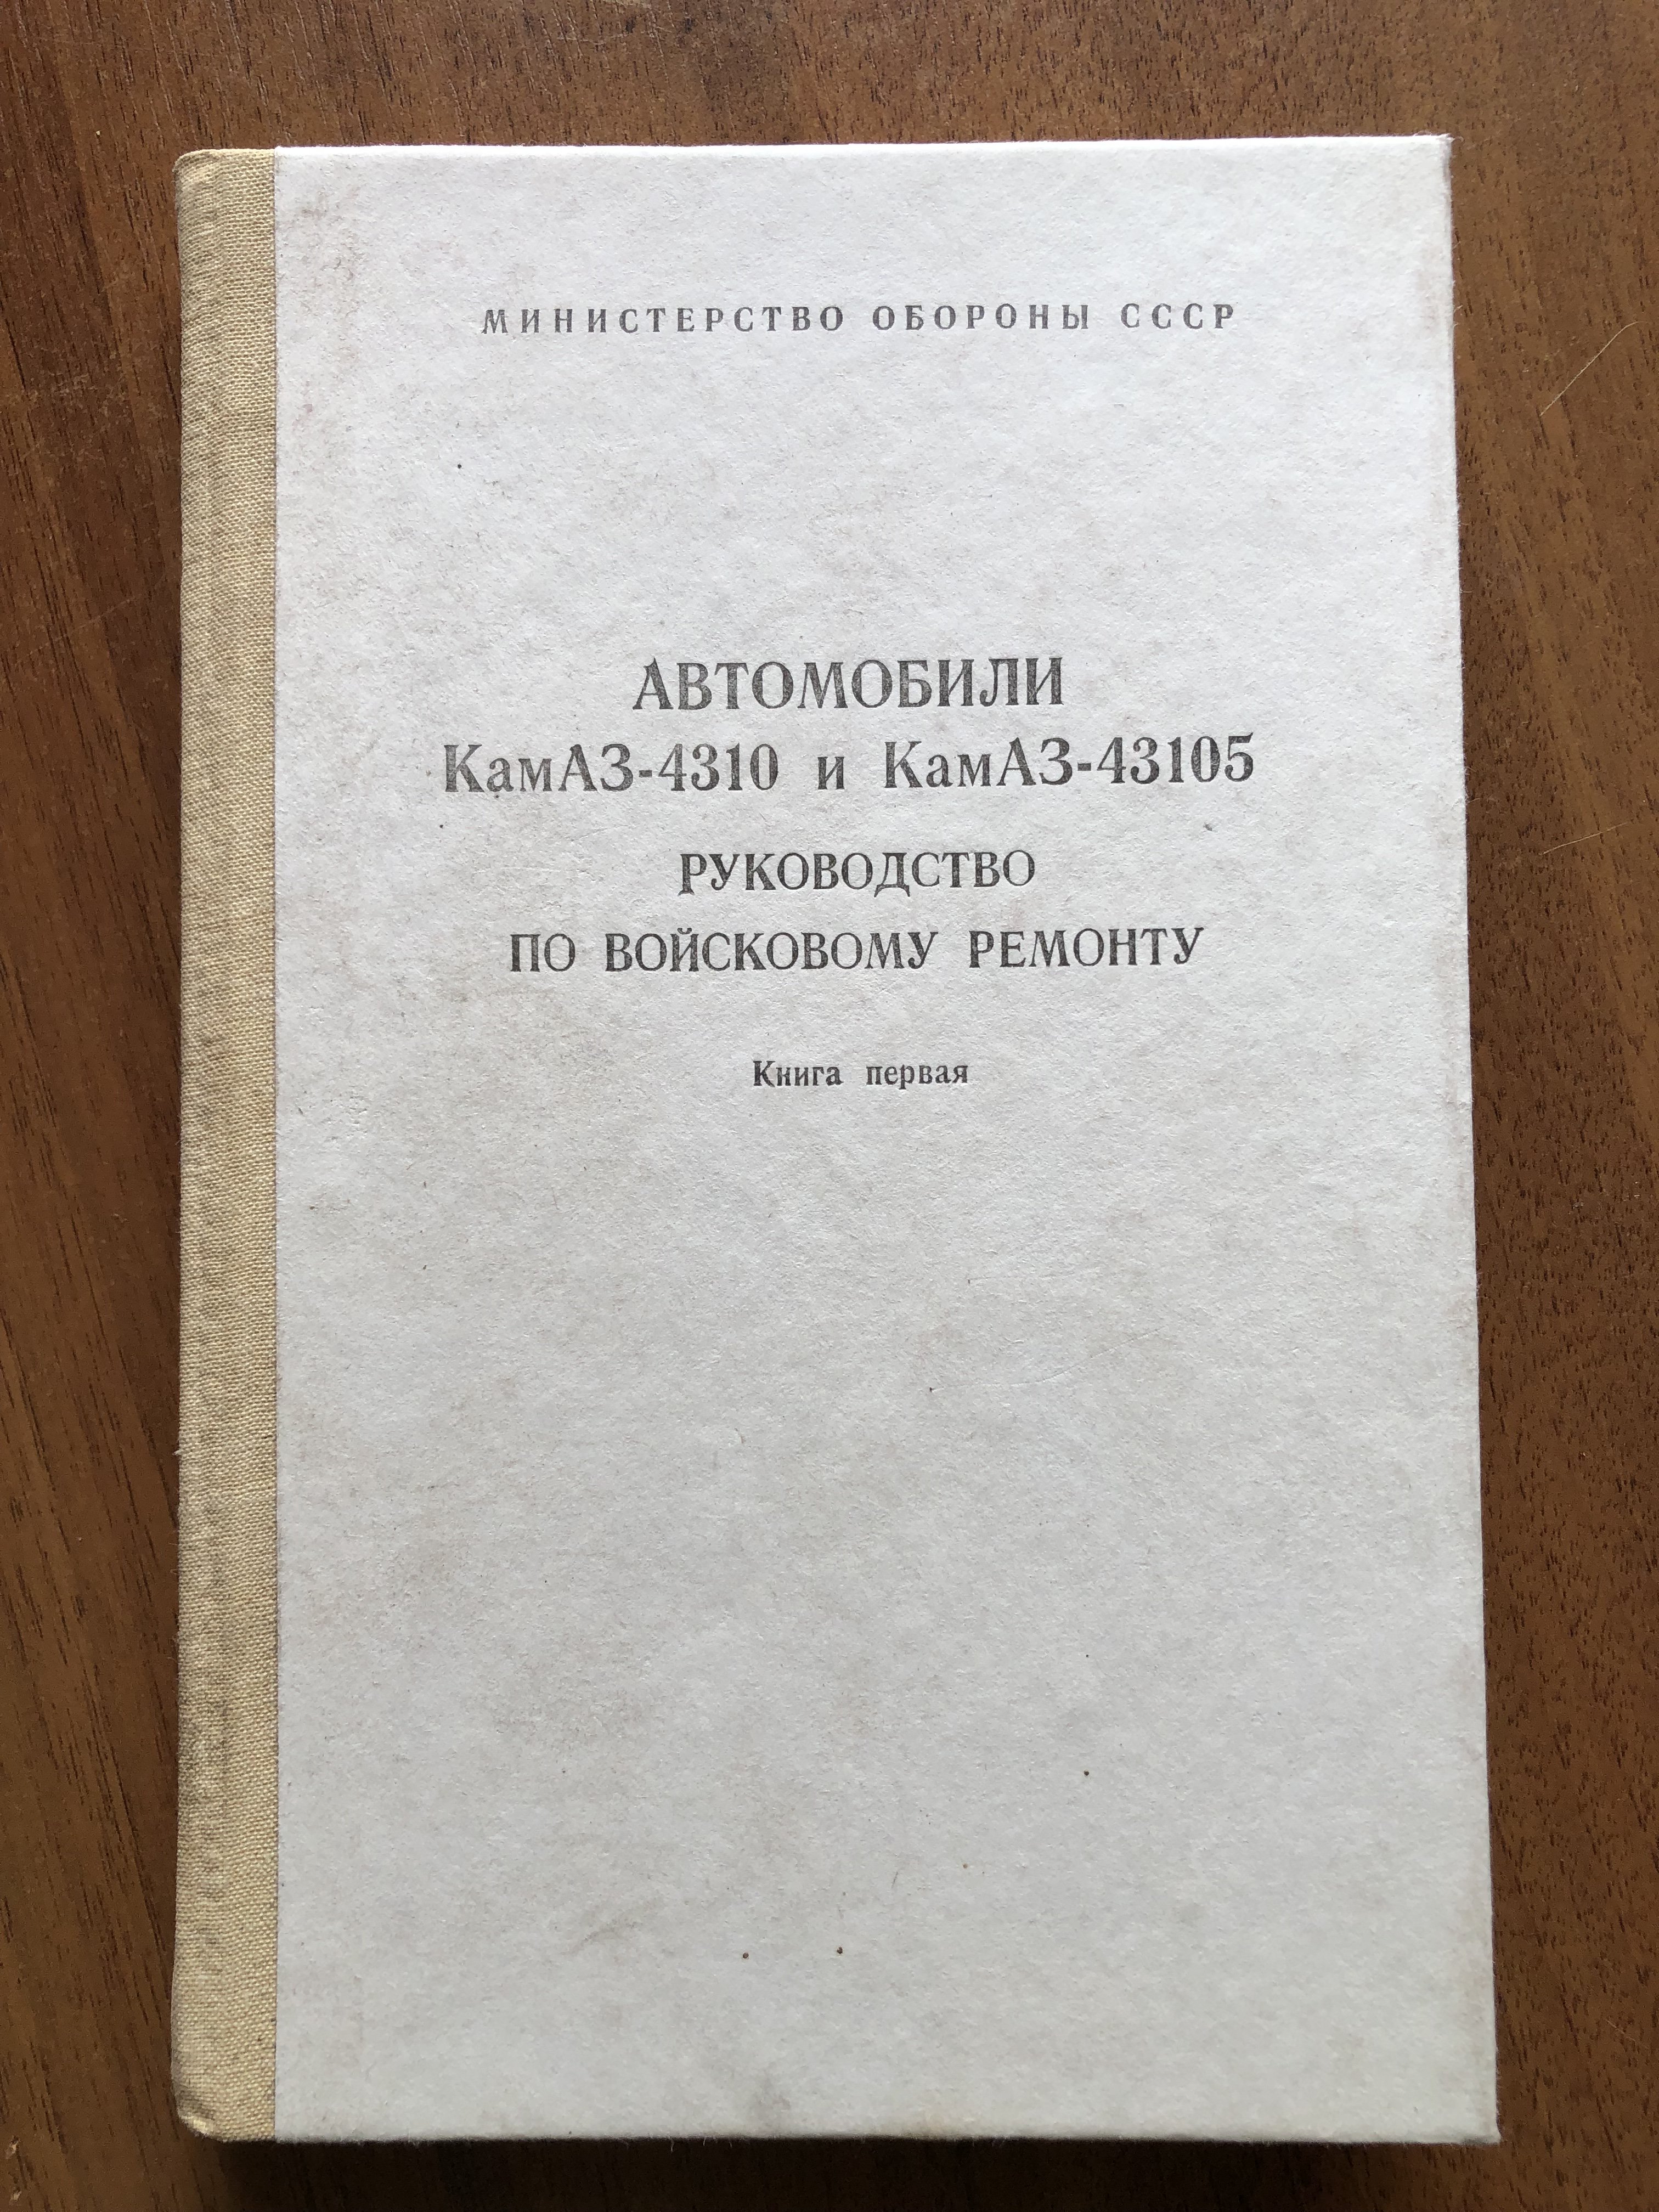 МИНИСТЕРСТВО ОБОРОНЫ СССР
АВТОМОБИЛИ
КамАЗ-4310 и КамАЗ-43105
РУКОВОДСТВО
ПО ВОЙСКОВОМУ РЕМОНТУ
Книга первая